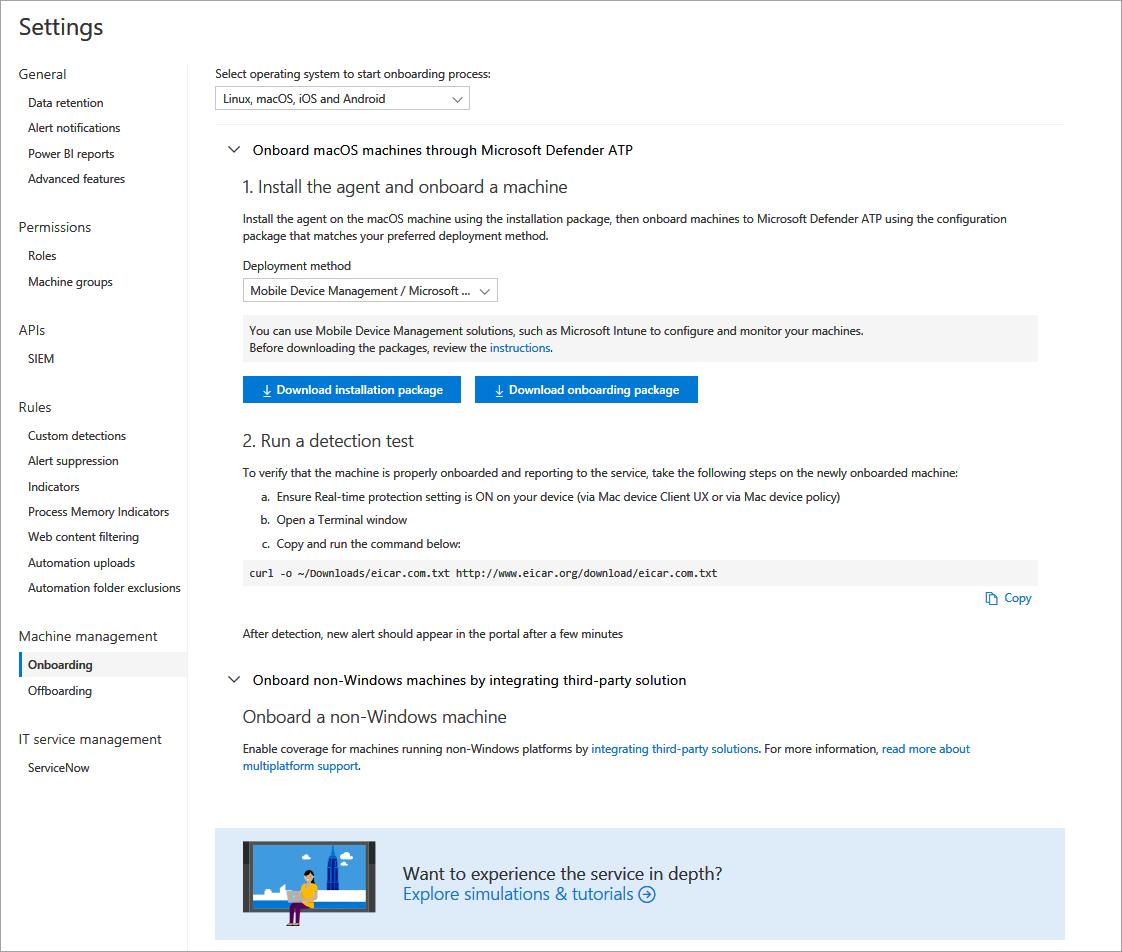 Settings
General
Data retention
Alert notifications
Power BI reports
Advanced features
Permissions
Roles
Machine groups
APIs
SIEM
Rules
Custom detections
Alert suppression
Indicators
Process Memory Indicators
Web content filtering
Automation uploads
Automation folder exclusions
Machine management
Onboarding
Offboarding
IT service management
ServiceNow
Select operating system to start onboarding process:
Linux, macOS, iOS and Android
Onboard macOS machines through Microsoft Defender ATP
1. Install the agent and onboard a machine
Install the agent on the macOS machine using the installation package, then onboard machines to Microsoft Defender ATP using the configuration
package that matches your preferred deployment method.
Deployment method
Mobile Device Management / Microsoft ...
You can use Mobile Device Management solutions, such as Microsoft Intune to configure and monitor your machines.
Before downloading the packages, review the instructions.
Download installation package
Download onboarding package
2. Run a detection test
To verify that the machine is properly onboarded and reporting to the service, take the following steps on the newly onboarded machine:
a. Ensure Real-time protection setting is ON on your device (via Mac device Client UX or via Mac device policy)
b. Open a Terminal window
c. Copy and run the command below:
curl -o ~/Downloads/eicar.com.txt http://www.eicar.org/download/eicar.com.txt
Copy
After detection, new alert should appear in the portal after a few minutes
Onboard non-Windows machines by integrating third-party solution
Onboard a non-Windows machine
Enable coverage for machines running non-Windows platforms by integrating third-party solutions. For more information, read more about
multiplatform support.
Want to experience the service in depth?
Explore simulations & tutorials